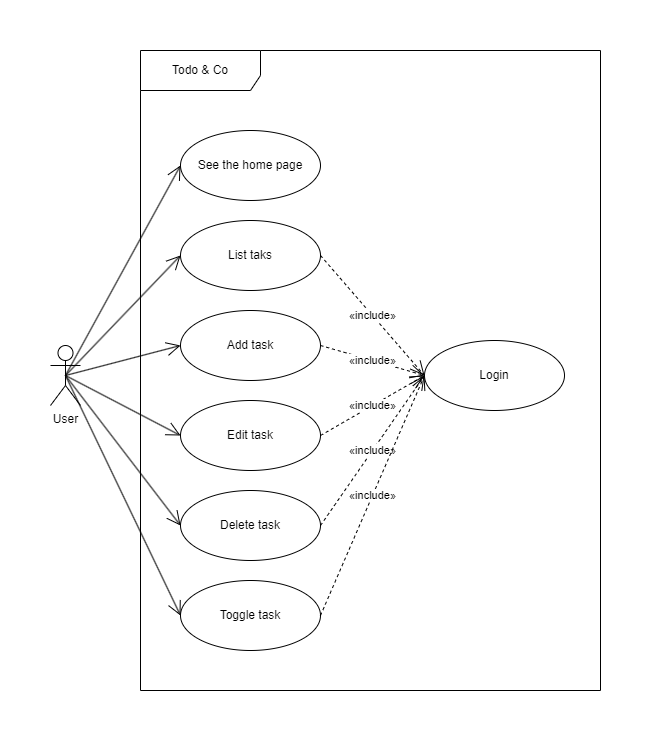 Todo & Co
See the home page
List taks
«include»
Add task
«include»
Login
User
Edit task
«include»
«include»
Delete task
«include»
Toggle task